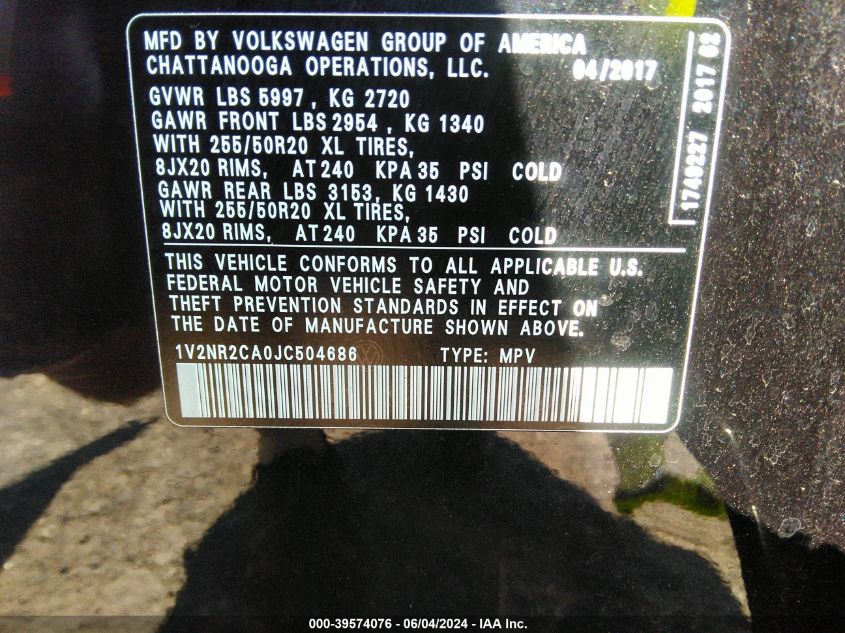 MFD BY VOLKSWAGEN GROUP OF AMERICA
CHATTANOOGA OPERATIONS, LLC. 04/2017
GVWR LBS 5997 , KG 2720
GAWR FRONT LBS 2954 , KG 1340
WITH 255/50R20 XL TIRES,
8JX20 RIMS, AT 240 KPA 35 PSI COLD
GAWR REAR LBS 3153, KG 1430
WITH 255/50R20 XL TIRES,
8JX20 RIMS, AT 240 KPA 35 PSI COLD
1740227 2017 02
THIS VEHICLE CONFORMS TO ALL APPLICABLE U.S.
FEDERAL MOTOR VEHICLE SAFETY AND
THEFT PREVENTION STANDARDS IN EFFECT ON
THE DATE OF MANUFACTURE SHOWN ABOVE.
1V2NR2CA0JC504686 TYPE: MPV
000-39574076 - 06/04/2024 - IAA Inc.